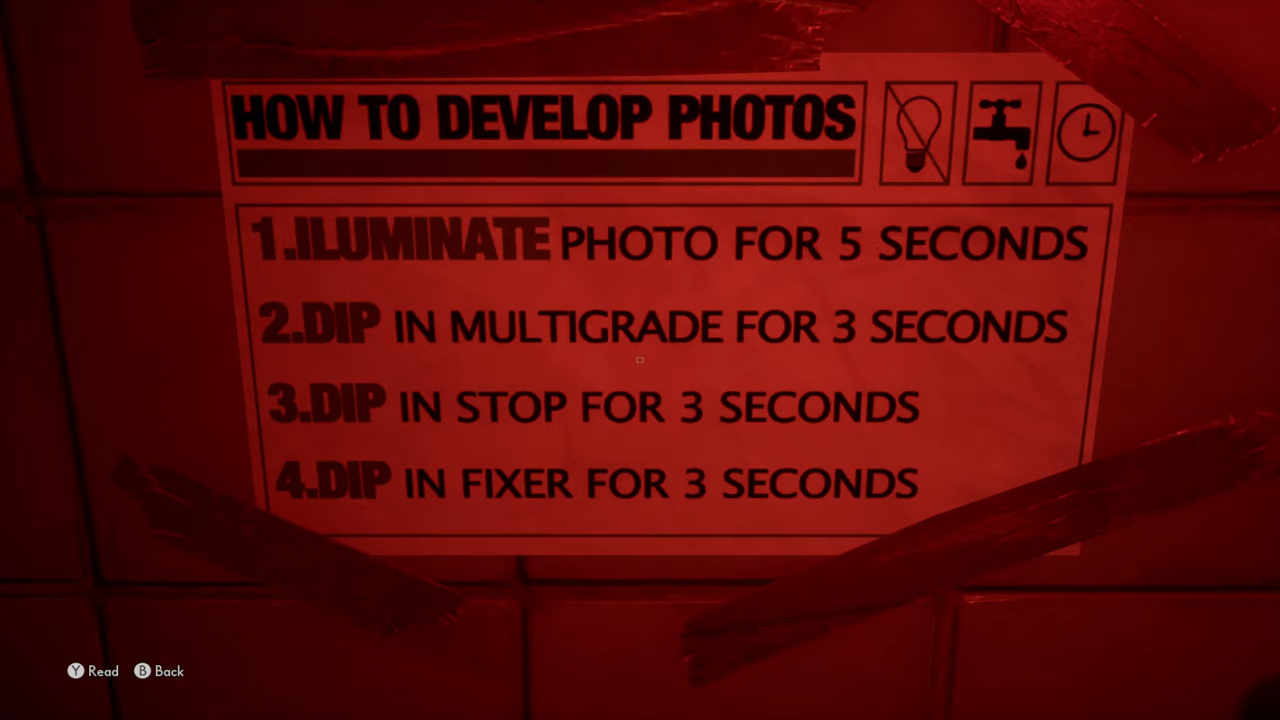 HOW TO DEVELOP PHOTOS
1.ILUMINATE PHOTO FOR 5 SECONDS
2.DIP IN MULTIGRADE FOR 3 SECONDS
3.DIP IN STOP FOR 3 SECONDS
4.DIP IN FIXER FOR 3 SECONDS
Y Read B Back